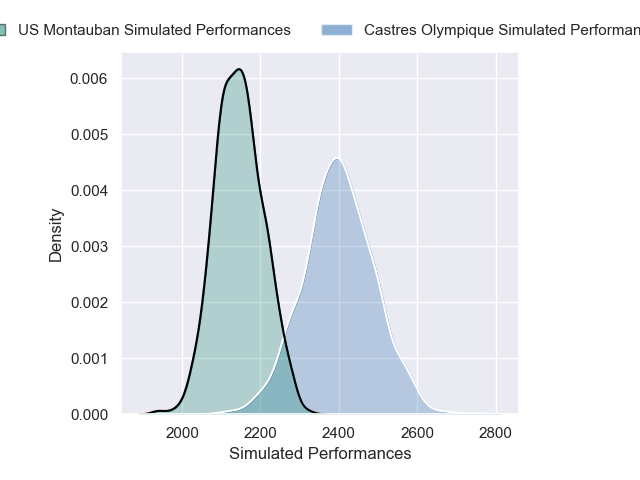 US Montauban Simulated Performances Castres Olympique Simulated Performan
0.006
0.005
0.004
0.003
0.002
0.001
0.000
Density
2000 2200 2400 2600 2800
Simulated Performances